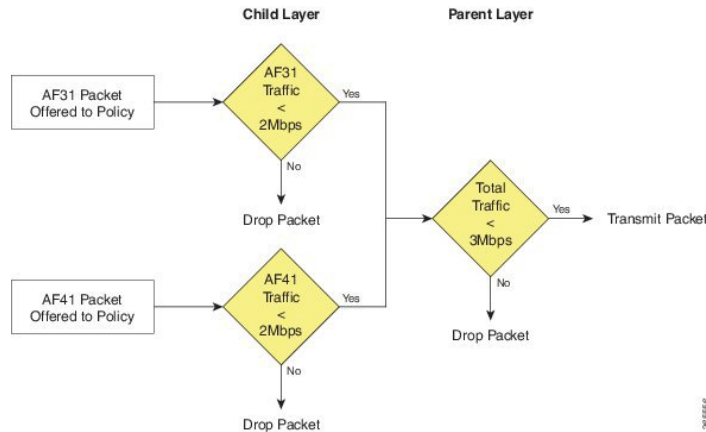 Child Layer
Parent Layer
AF31 Packet
Offered to Policy
AF31
Traffic
<
2Mbps
Yes
No
Drop Packet
Total
Traffic
<
3Mbps
Yes
Transmit Packet
No
Drop Packet
AF41 Packet
Offered to Policy
AF41
Traffic
<
2Mbps
Yes
No
Drop Packet